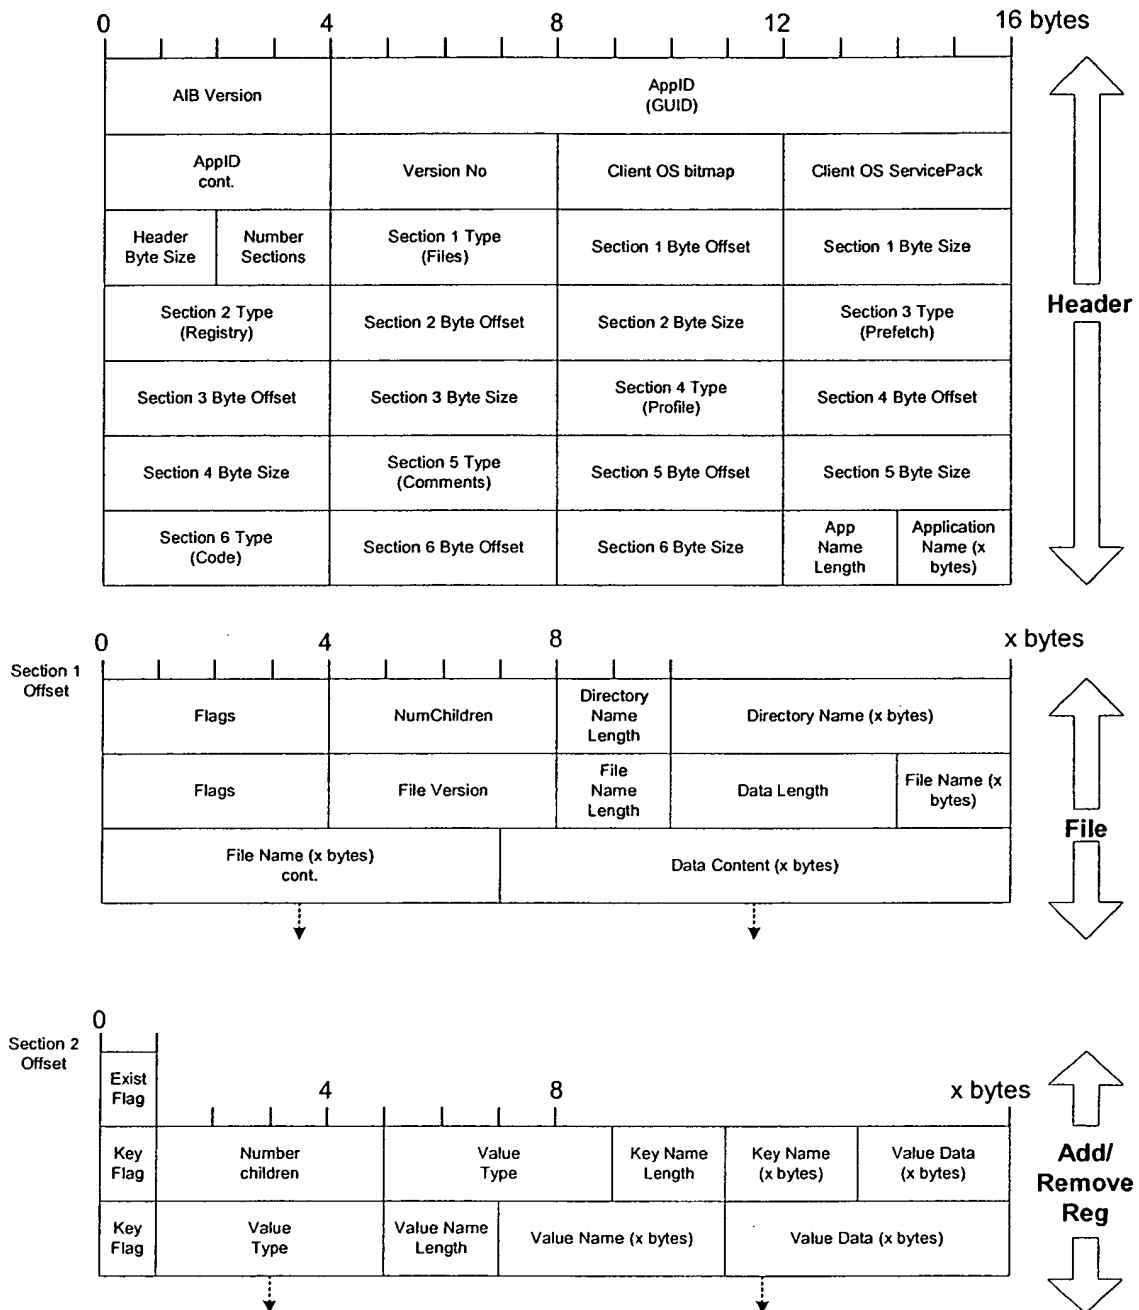 0 4 8 12 16 bytes
AIB Version
AppID
(GUID)
AppID
cont.
Version No
Client OS bitmap
Client OS ServicePack
Header
Byte Size
Number
Sections
Section 1 Type
(Files)
Section 1 Byte Offset
Section 1 Byte Size
Section 2 Type
(Registry)
Section 2 Byte Offset
Section 2 Byte Size
Section 3 Type
(Prefetch)
Header
Section 3 Byte Offset
Section 3 Byte Size
Section 4 Type
(Profile)
Section 4 Byte Offset
Section 4 Byte Size
Section 5 Type
(Comments)
Section 5 Byte Offset
Section 5 Byte Size
Section 6 Type
(Code)
Section 6 Byte Offset
Section 6 Byte Size
App
Name
Length
Application
Name (x
bytes)
0 4 8 x bytes
Section 1
Offset
Flags
NumChildren
Directory
Name
Length
Directory Name (x bytes)
Flags
File Version
File
Name
Length
Data Length
File Name (x
bytes)
File
File Name (x bytes)
cont.
Data Content (x bytes)
0
Section 2
Offset
Exist
Flag
4 8 x bytes
Key
Flag
Number
children
Value
Type
Key Name
Length
Key Name
(x bytes)
Value Data
(x bytes)
Add/
Remove
Reg
Key
Flag
Value
Type
Value Name
Length
Value Name (x bytes)
Value Data (x bytes)